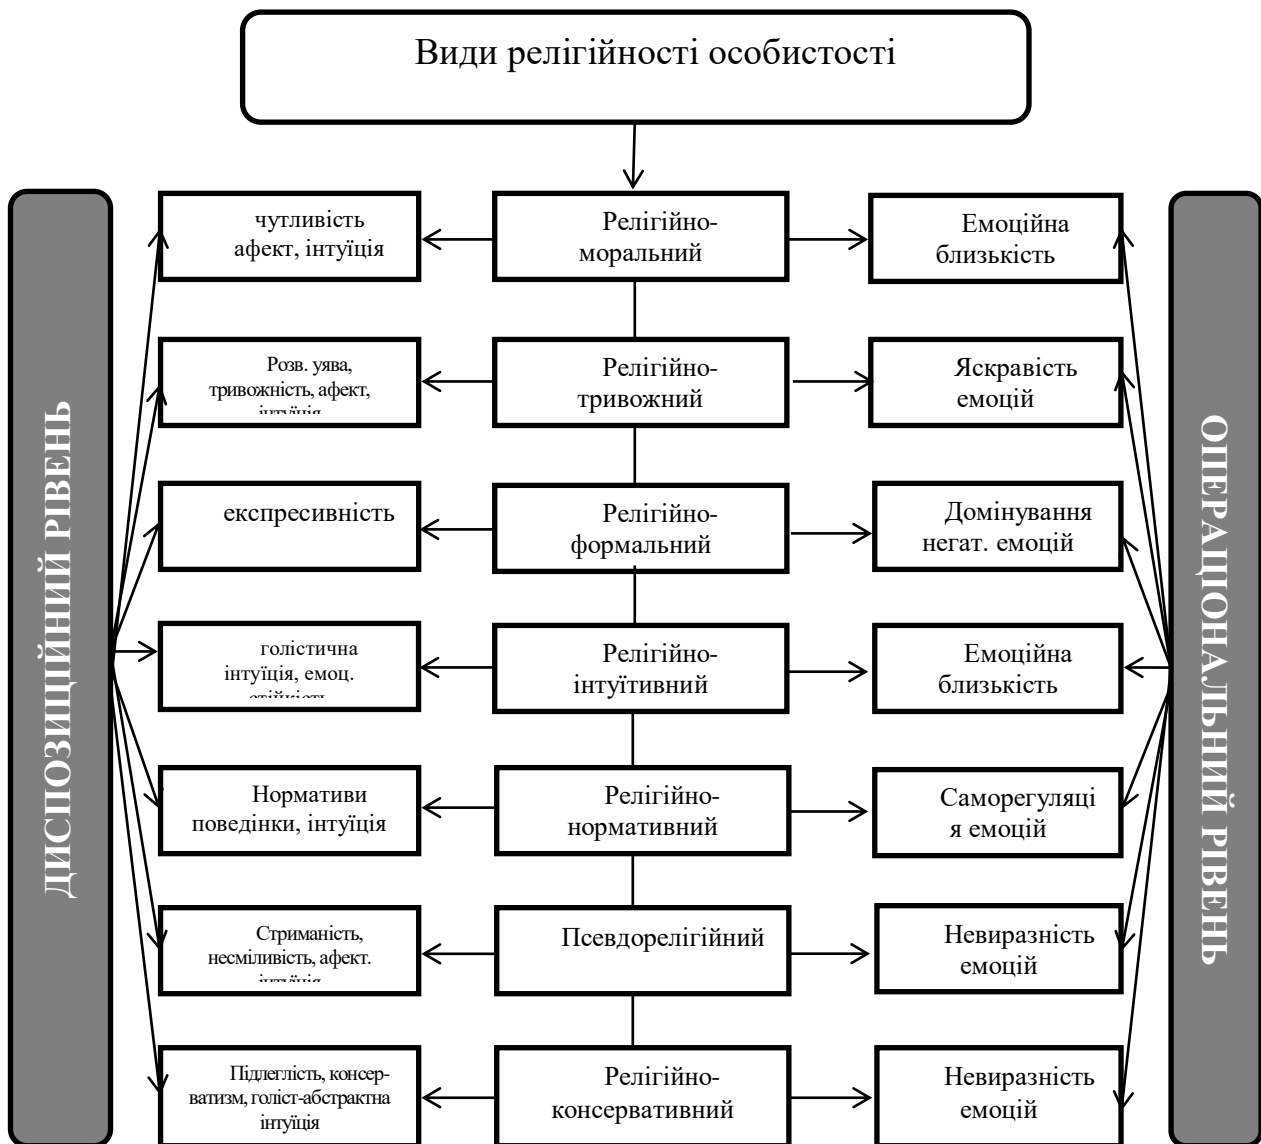 Види релігійності особистості
ДИСПОЗИЦІЙНИЙ РІВЕНЬ
ОПЕРАЦІОНАЛЬНИЙ РІВЕНЬ
чутливість
афект, інтуїція
Релігійно-
моральний
Емоційна
близькість
Розв. уява,
тривожність, афект,
інтуїція
Релігійно-
тривожний
Яскравість
емоцій
експресивність
Релігійно-
формальний
Домінування
негат. емоцій
голістична
інтуїція, емоц.
стійкість
Релігійно-
інтуїтивний
Емоційна
близькість
Нормативи
поведінки, інтуїція
Релігійно-
нормативний
Саморегуляці
я емоцій
Стриманість,
несміливість, афект.
інтуїція
Псевдорелігійний
Невиразність
емоцій
Підлеглість, консер-
ватизм, голіст-абстрактна
інтуїція
Релігійно-
консервативний
Невиразність
емоцій